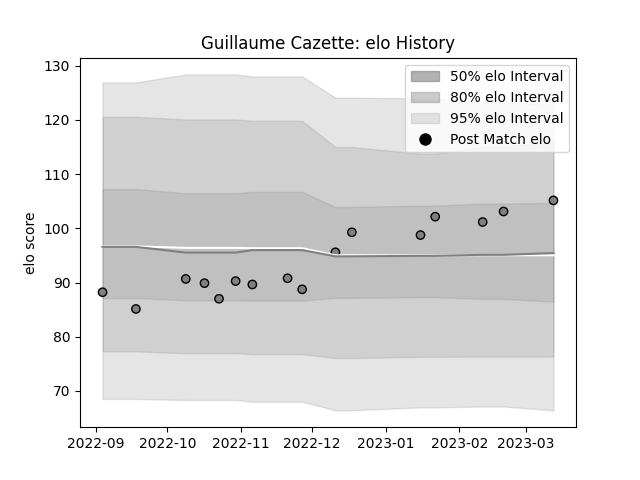 Guillaume Cazette: elo History
130
120
110
100
90
80
70
elo score
50% elo Interval
80% elo Interval
95% elo Interval
Post Match elo
2022-09 2022-10 2022-11 2022-12 2023-01 2023-02 2023-03